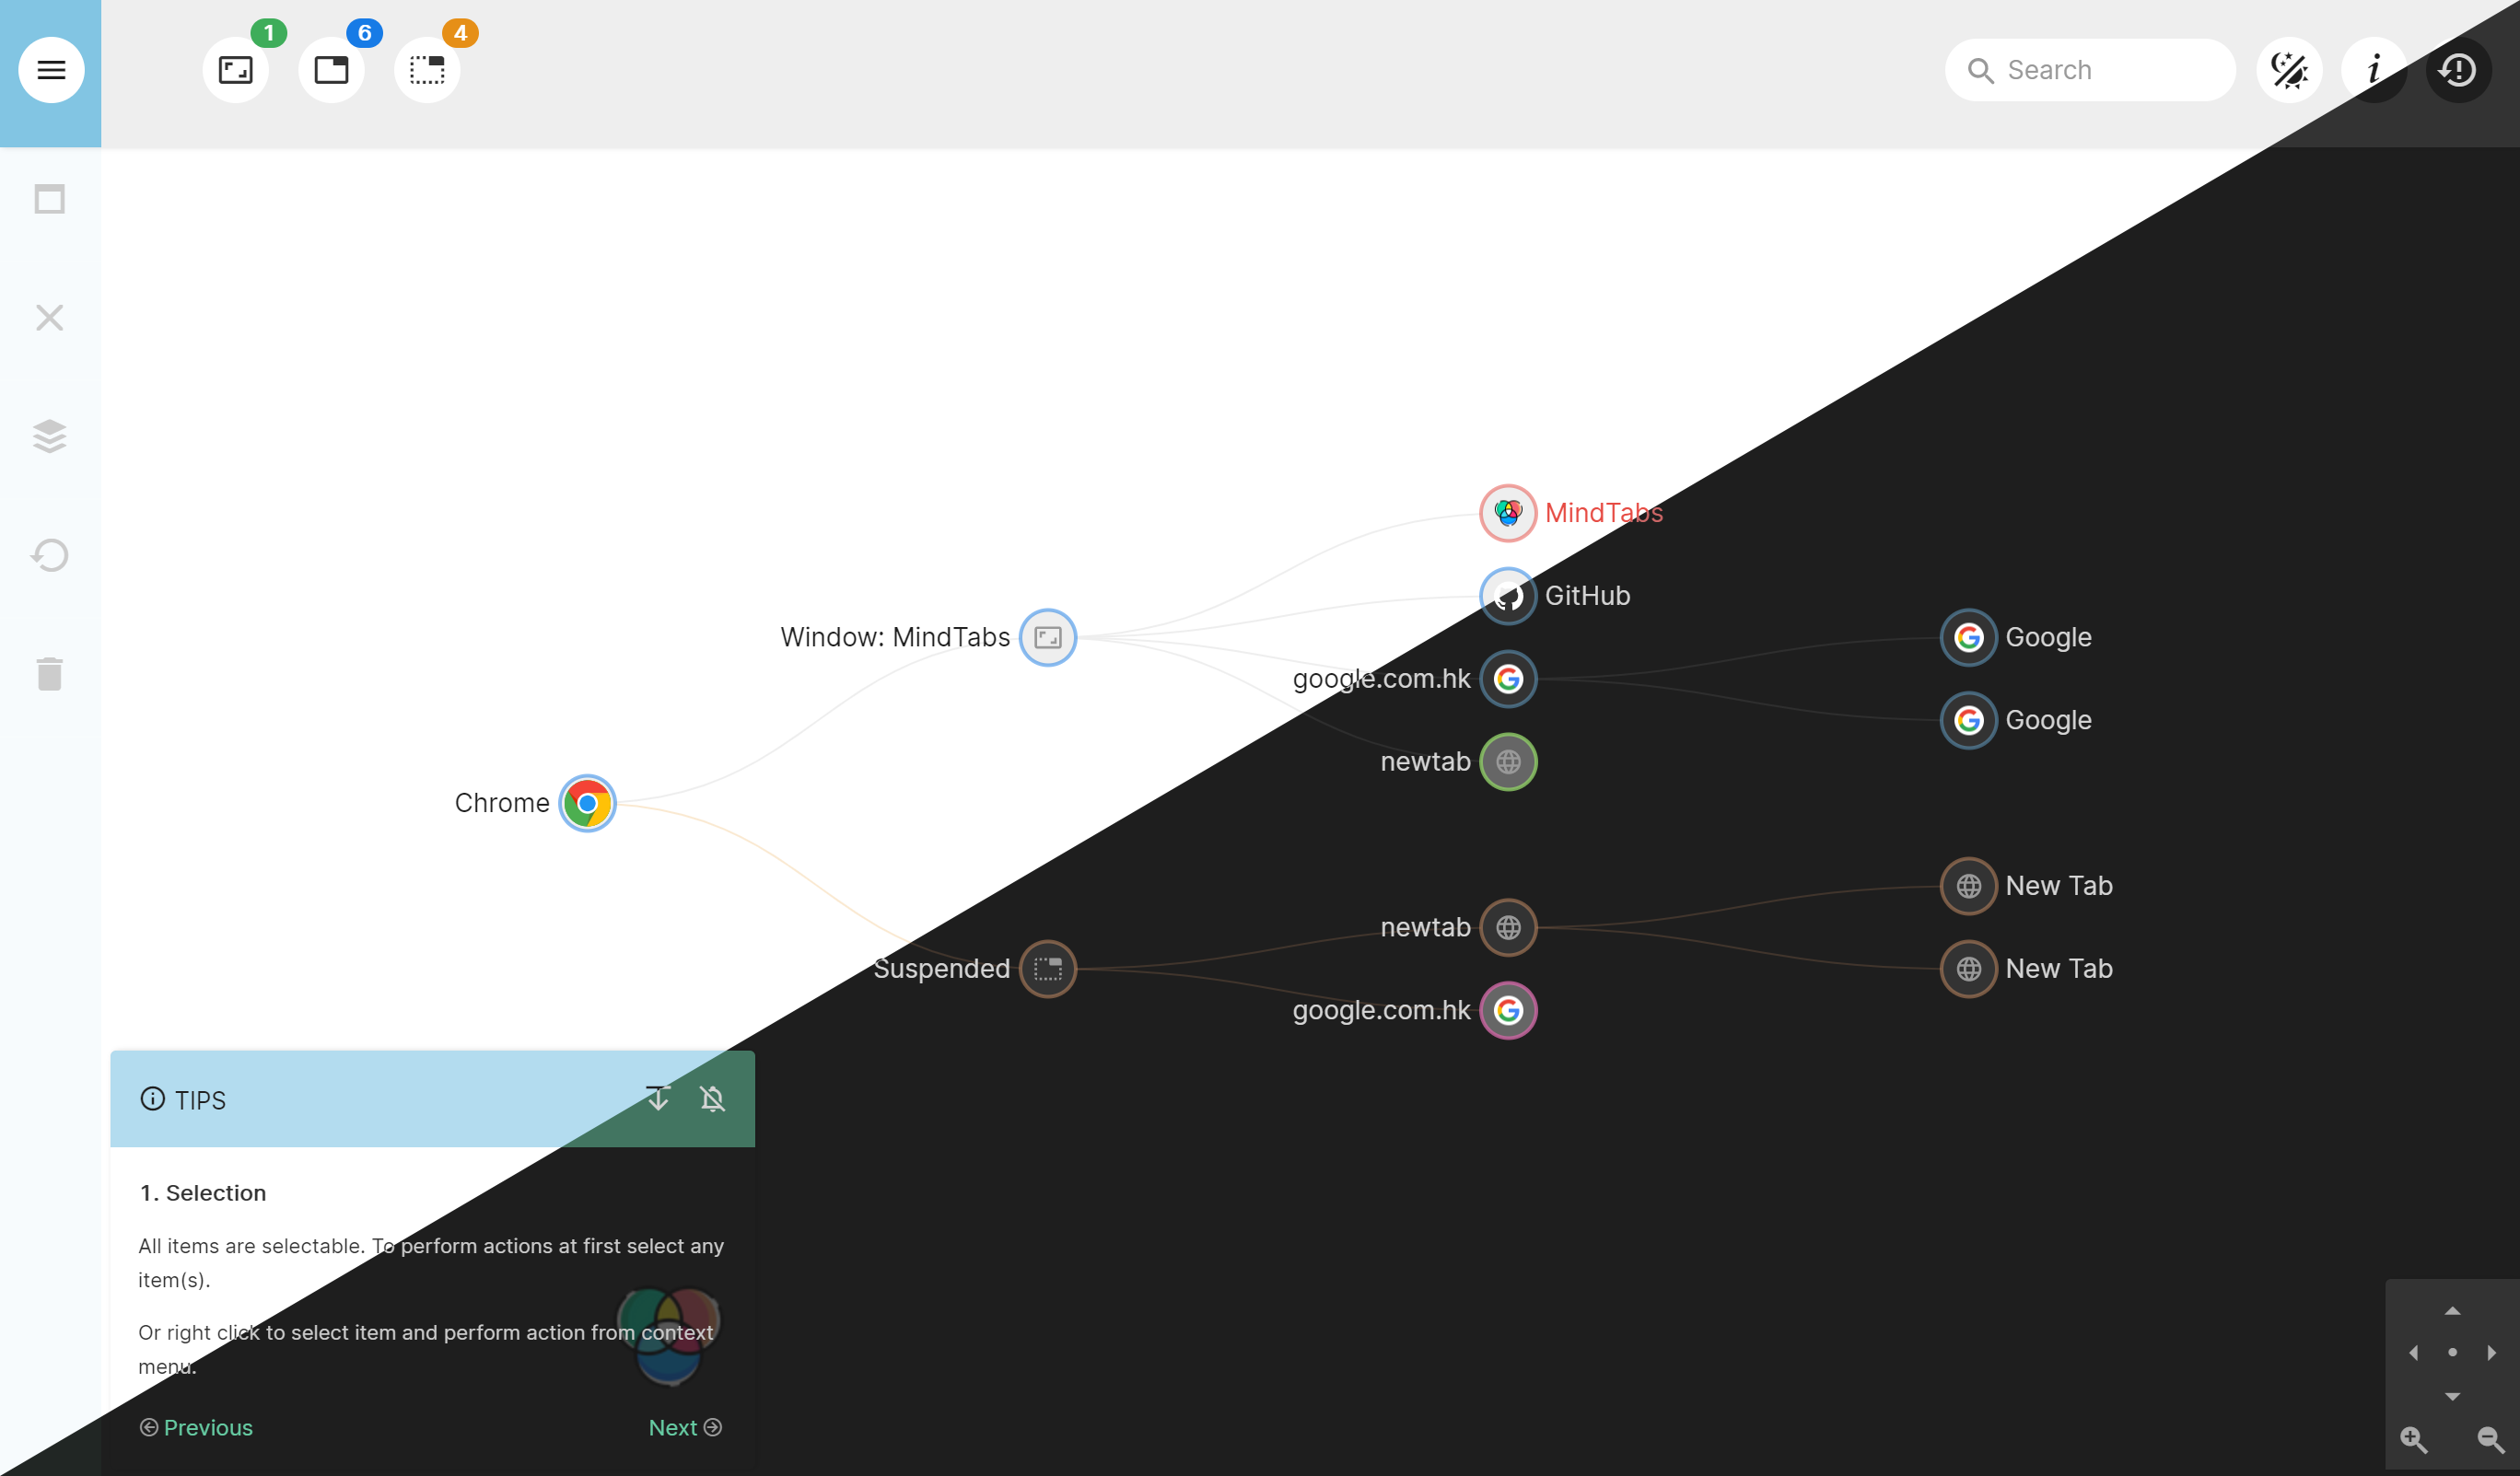 1
6
4
Search
MindTabs
GitHub
Window: MindTabs
Google
google.com.hk
Google
newtab
Chrome
New Tab
newtab
Suspended
New Tab
google.com.hk
TIPS
1. Selection
All items are selectable. To perform actions at first select any
item(s).
Or right click to select item and perform action from context
menu.
Previous
Next